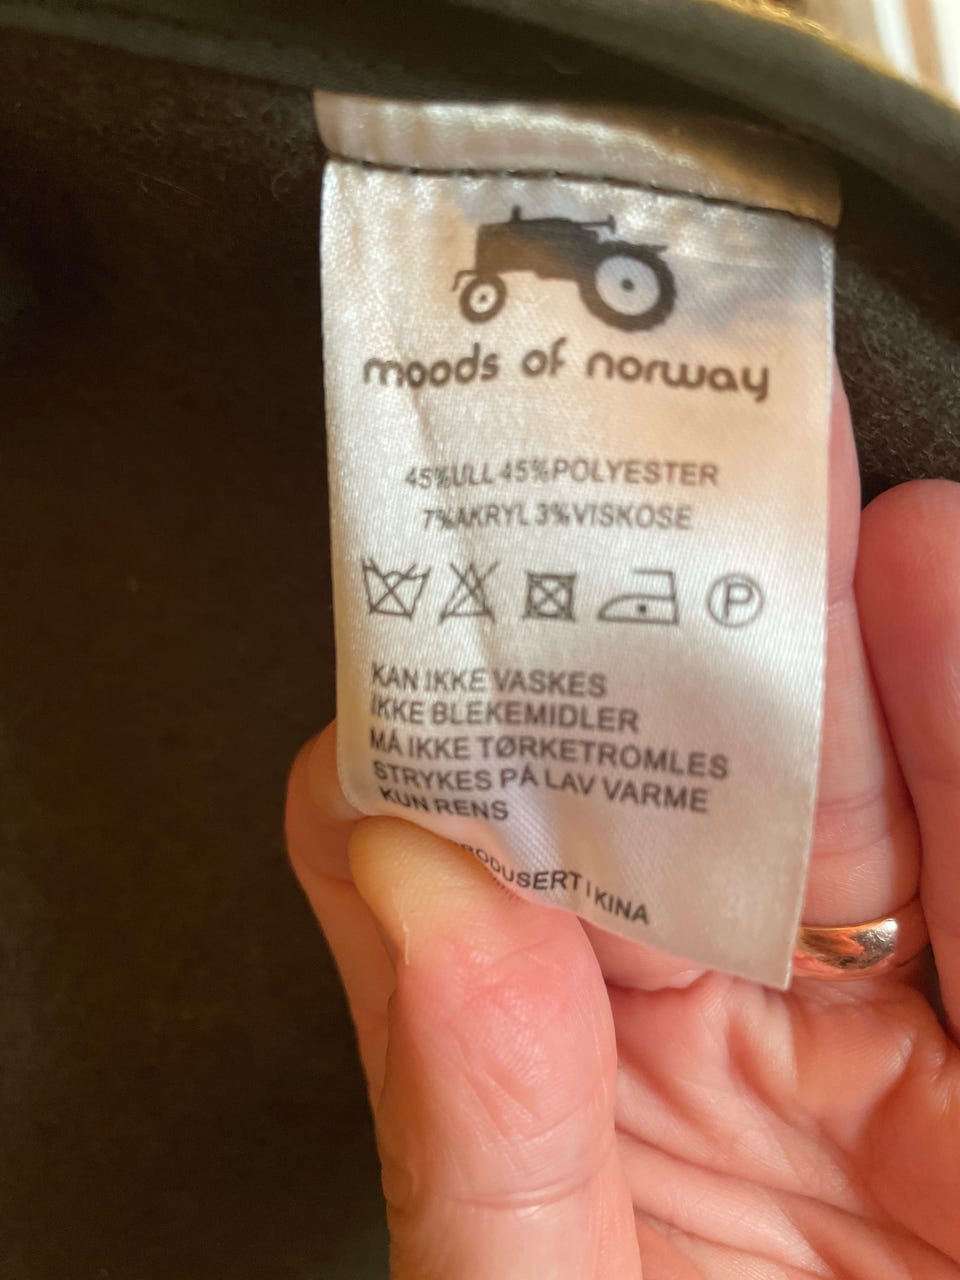 moods of norway
45%ULL 45%POLYESTER
7%AKRYL 3%VISKOSE
P
KAN IKKE VASKES
IKKE BLEKEMIDLER
MÅ IKKE TØRKETROMLES
STRYKES PÅ LAV VARME
KUN RENS
PRODUSERT I KINA